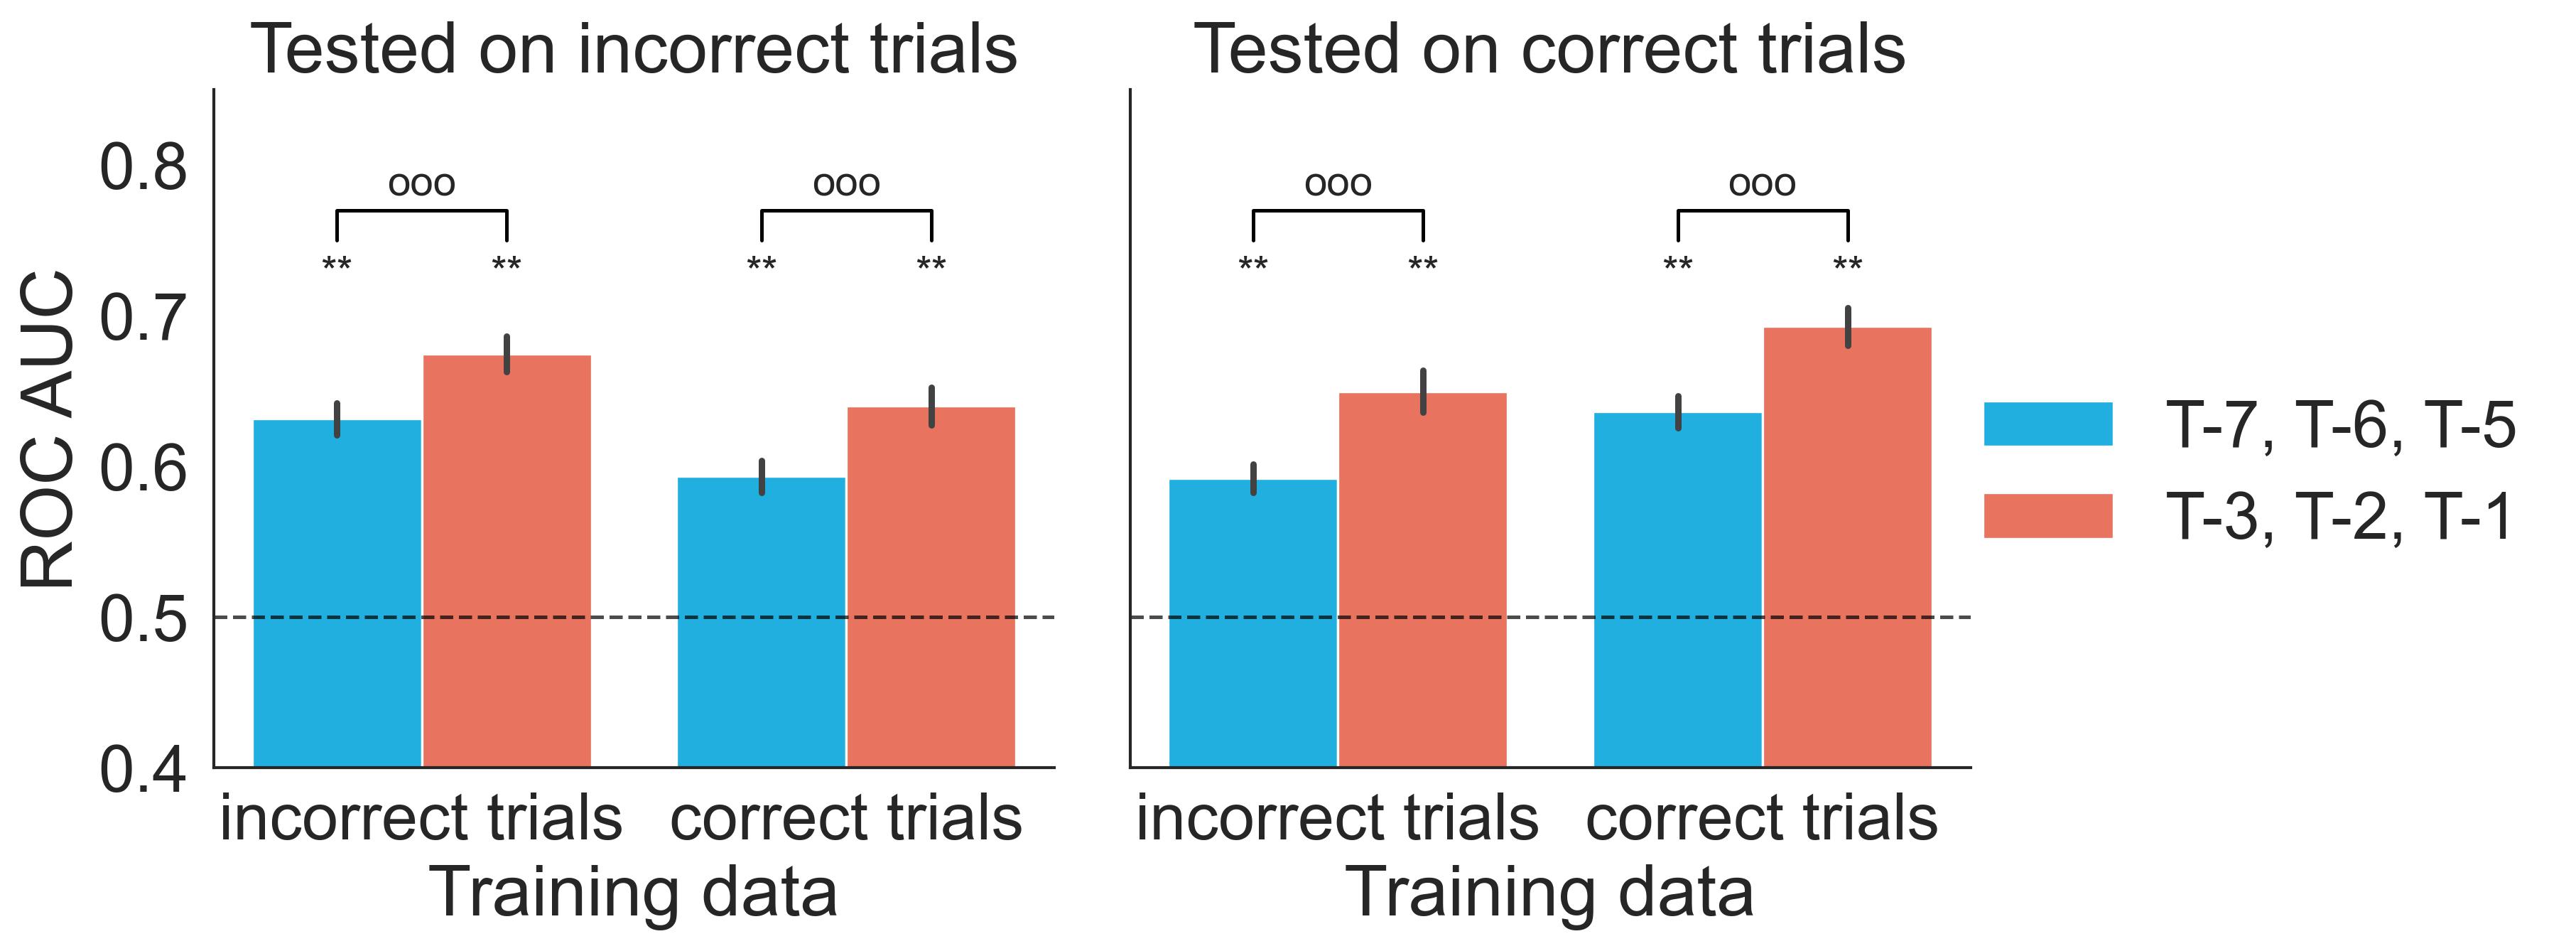 Tested on incorrect trials
Tested on correct trials
ROC AUC
0.8
0.7
0.6
0.5
0.4
ooo
ooo
** ** ** **
ooo
ooo
** ** ** **
incorrect trials correct trials
Training data
incorrect trials correct trials
Training data
T-7, T-6, T-5
T-3, T-2, T-1